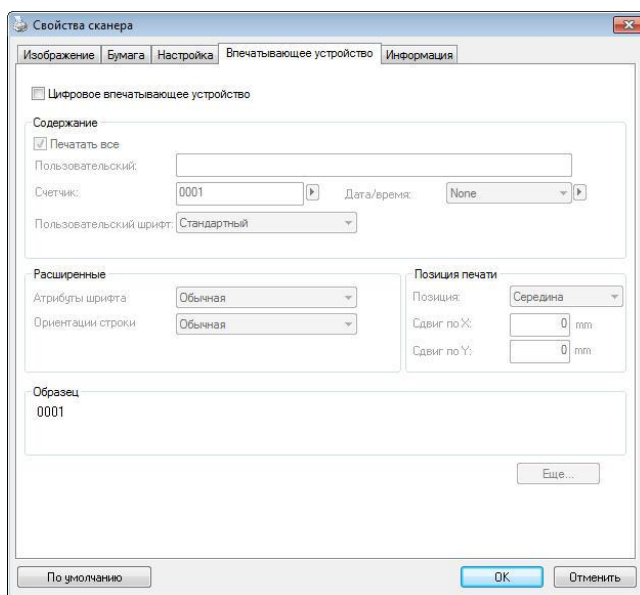 Свойства сканера
Изображение Бумага Настройка Впечатывающее устройство Информация
Цифровое впечатывающее устройство
Содержание
Печатать все
Пользовательский:
Счетчик: 0001 Дата/время: None
Пользовательский шрифт: Стандартный
Расширенные Позиция печати
Атрибуты шрифта Обычная Позиция: Середина
Ориентации строки Обычная Сдвиг по X: 0 mm
Сдвиг по Y: 0 mm
Образец
0001
Еще...
По умолчанию OK Отменить